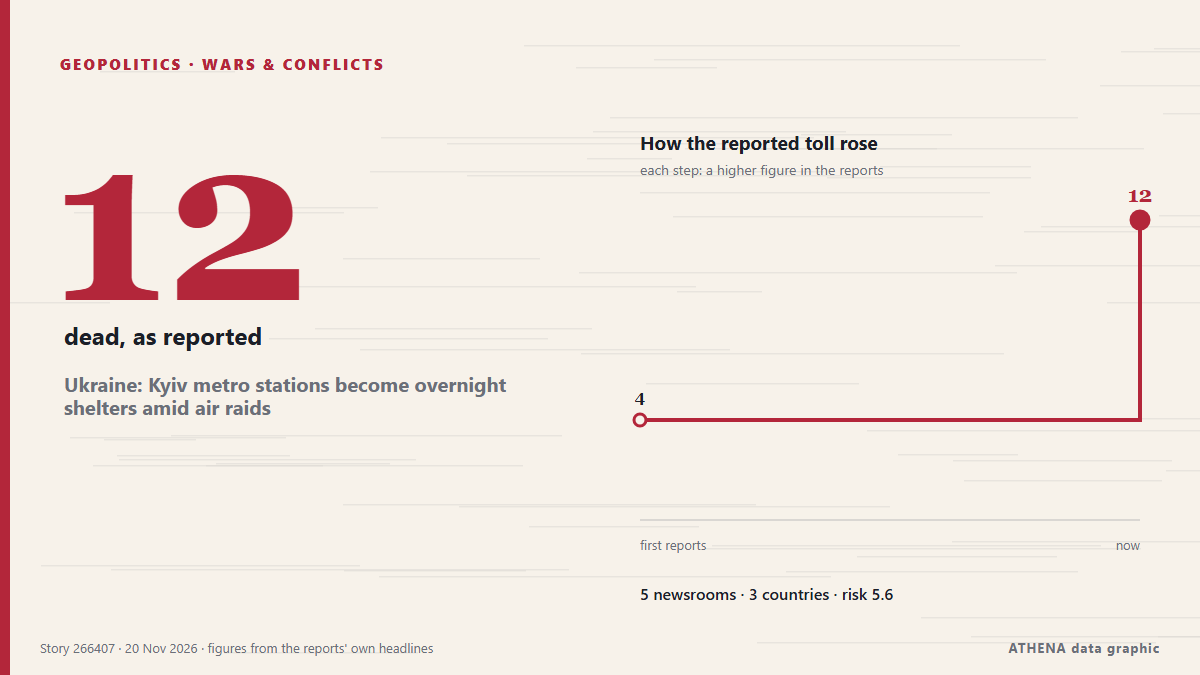 GEOPOLITICS · WARS & CONFLICTS
12
dead, as reported
Ukraine: Kyiv metro stations become overnight
shelters amid air raids
How the reported toll rose
each step: a higher figure in the reports
12
4
first reports
now
5 newsrooms · 3 countries · risk 5.6
Story 266407 · 20 Nov 2026 · figures from the reports' own headlines
ATHENA data graphic